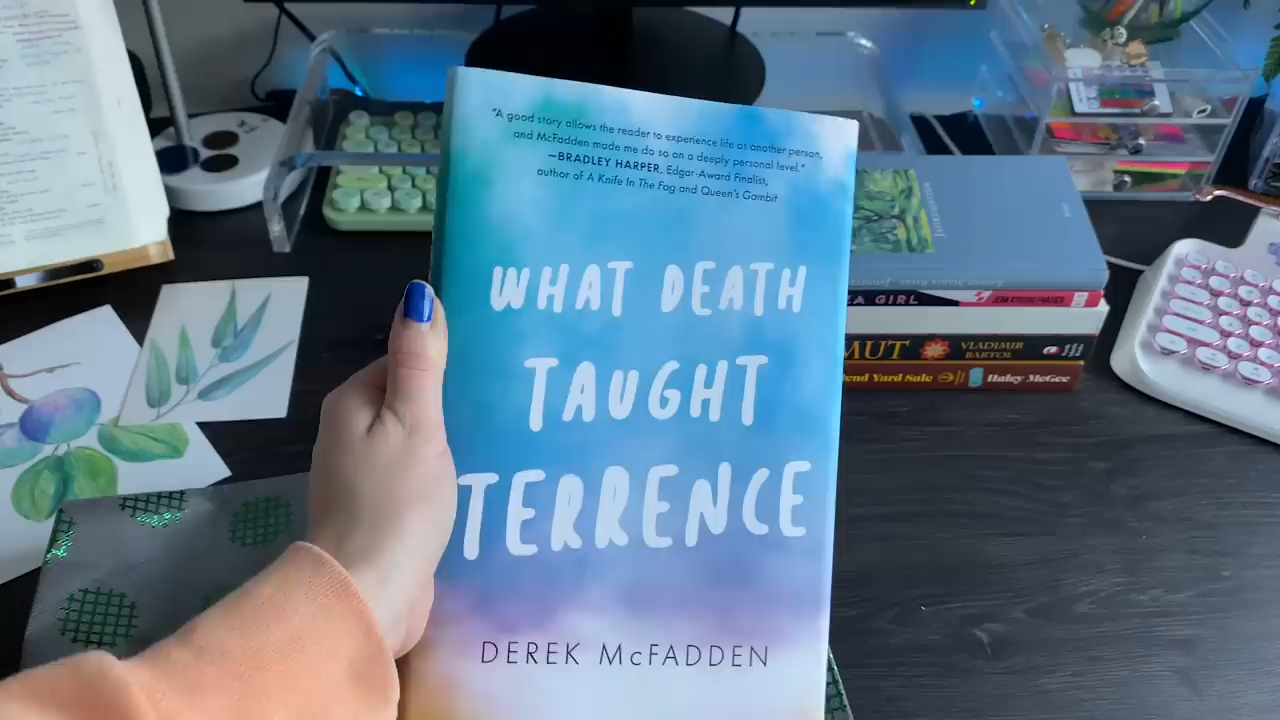 "A good story allows the reader to experience life as another person,
and McFadden made me do so on a deeply personal level."
—BRADLEY HARPER, Edgar-Award Finalist,
author of A Knife In The Fog and Queen's Gambit
WHAT DEATH
TAUGHT
TERRENCE
DEREK McFADDEN
GIRL
MUT VLADIMIR
BARTOL
Yard Sale Haley McGee